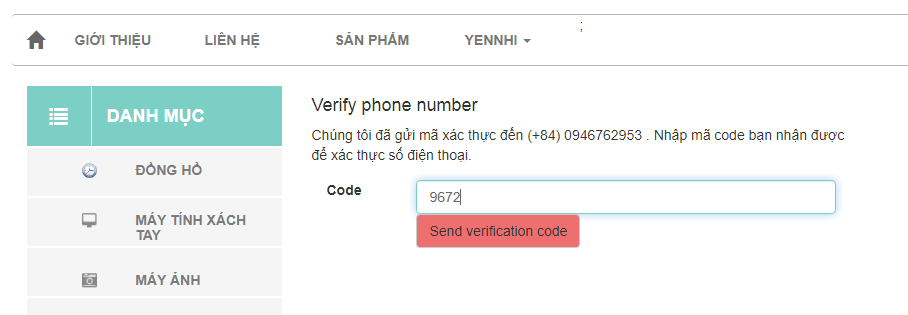 GIỚI THIỆU LIÊN HỆ SẢN PHẨM YENNHI ;
DANH MỤC
ĐỒNG HỒ
MÁY TÍNH XÁCH
TAY
MÁY ẢNH
Verify phone number
Chúng tôi đã gửi mã xác thực đến (+84) 0946762953 . Nhập mã code bạn nhận được
để xác thực số điện thoại.
Code 9672
Send verification code